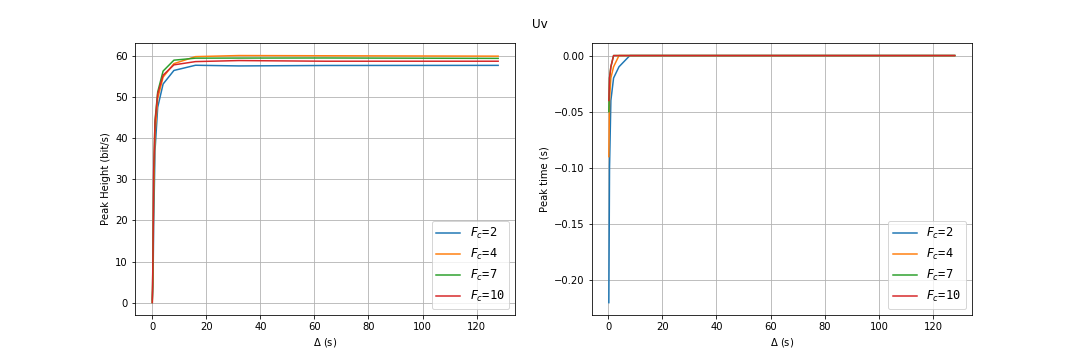 Uv
60
50
40
30
20
10
0
Peak Height (bit/s)
0 20 40 60 80 100 120
Δ (s)
F_c=2
F_c=4
F_c=7
F_c=10
0.00
−0.05
−0.10
−0.15
−0.20
Peak time (s)
0 20 40 60 80 100 120
Δ (s)
F_c=2
F_c=4
F_c=7
F_c=10